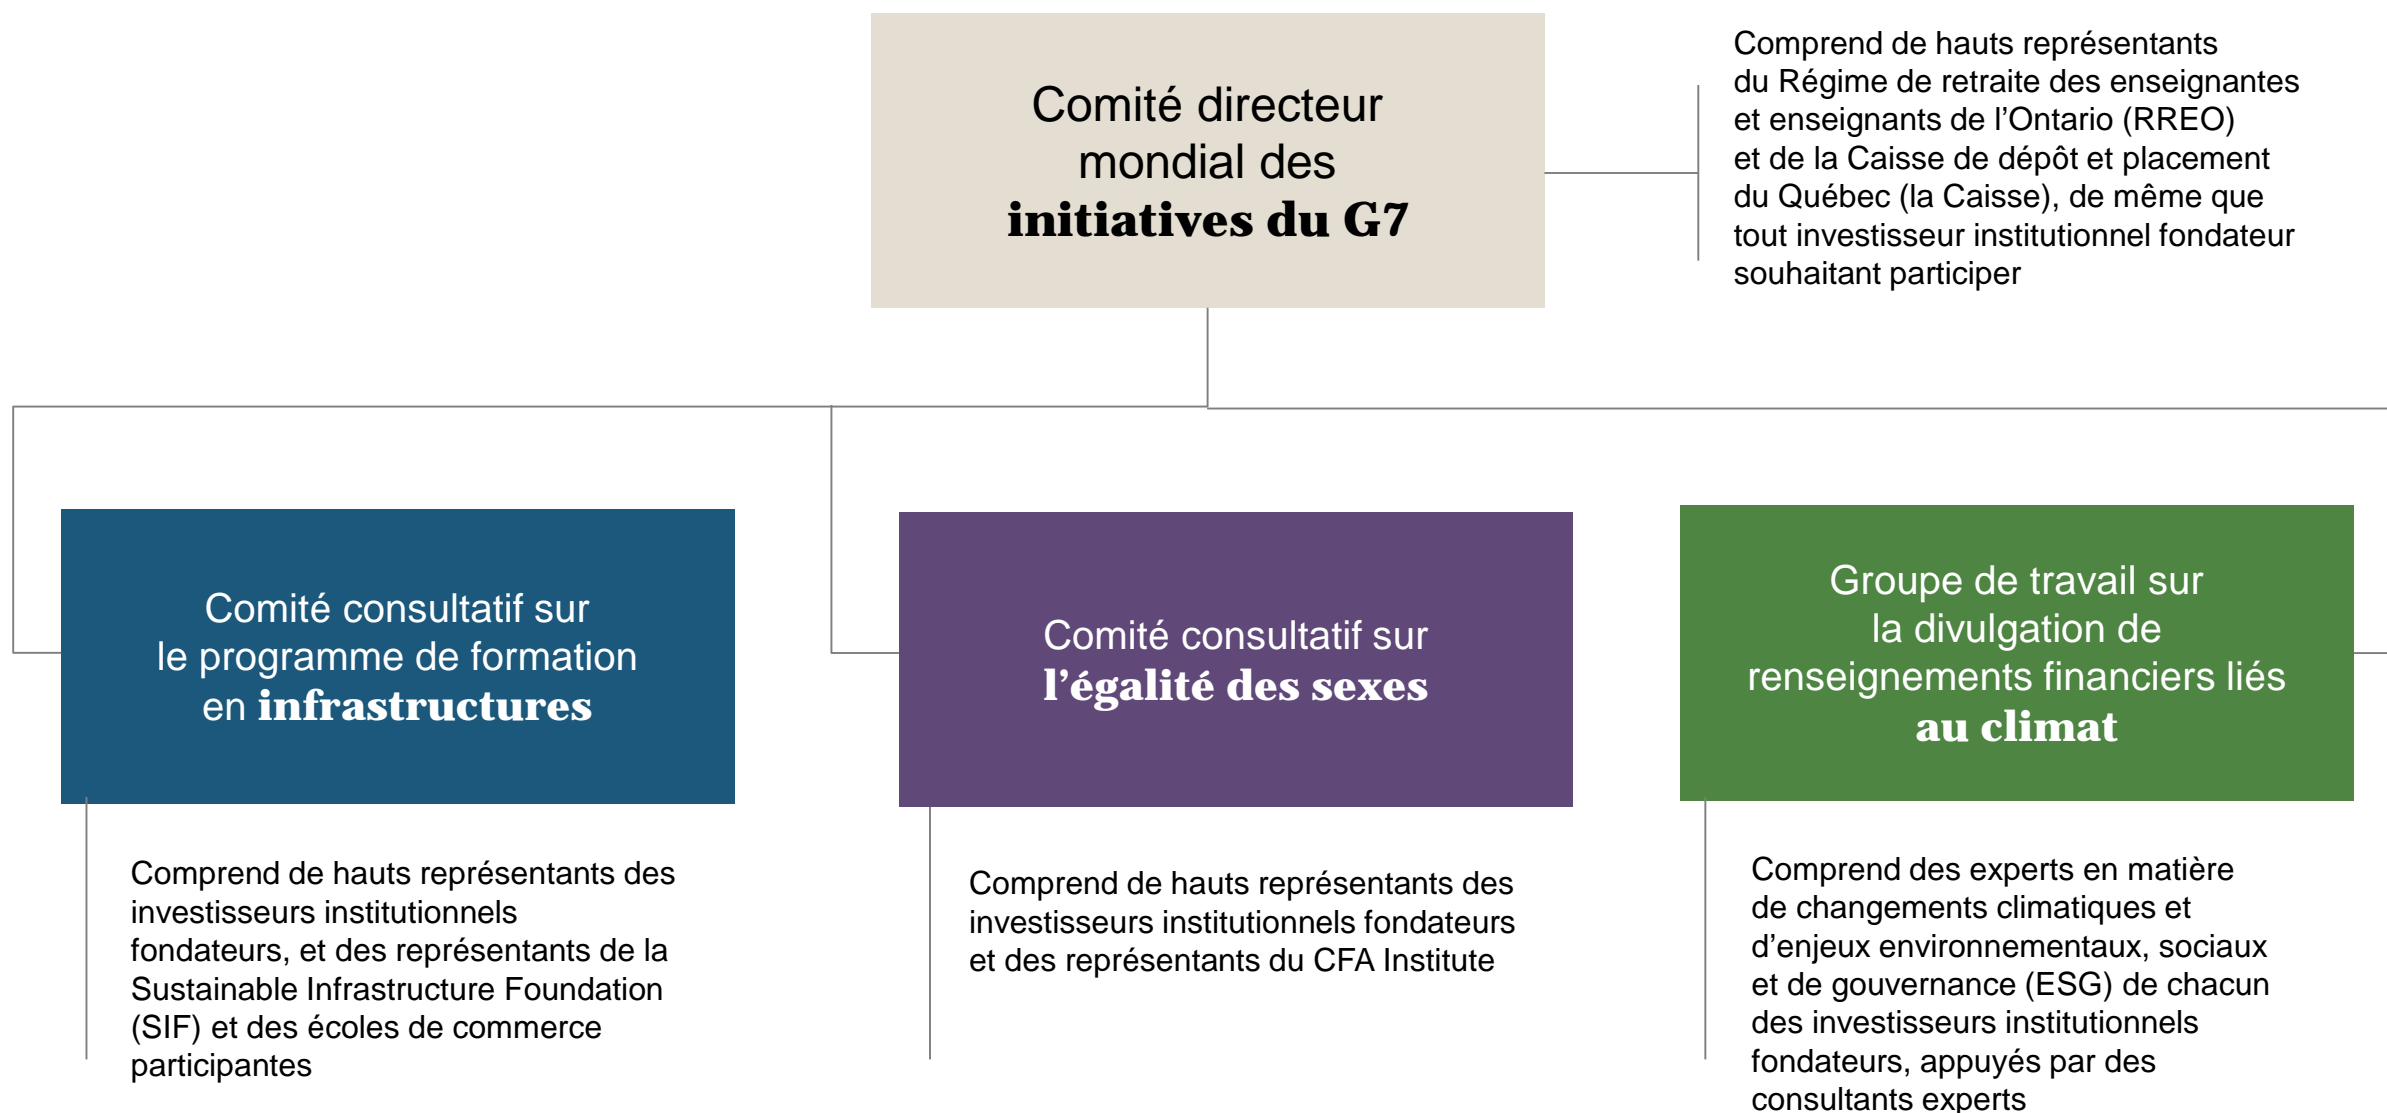 Comité directeur
mondial des
initiatives du G7
Comprend de hauts représentants
du Régime de retraite des enseignantes
et enseignants de l’Ontario (RREO)
et de la Caisse de dépôt et placement
du Québec (la Caisse), de même que
tout investisseur institutionnel fondateur
souhaitant participer
Comité consultatif sur
le programme de formation
en infrastructures
Comprend de hauts représentants des
investisseurs institutionnels
fondateurs, et des représentants de la
Sustainable Infrastructure Foundation
(SIF) et des écoles de commerce
participantes
Comité consultatif sur
l’égalité des sexes
Comprend de hauts représentants des
investisseurs institutionnels fondateurs
et des représentants du CFA Institute
Groupe de travail sur
la divulgation de
renseignements financiers liés
au climat
Comprend des experts en matière
de changements climatiques et
d’enjeux environnementaux, sociaux
et de gouvernance (ESG) de chacun
des investisseurs institutionnels
fondateurs, appuyés par des
consultants experts